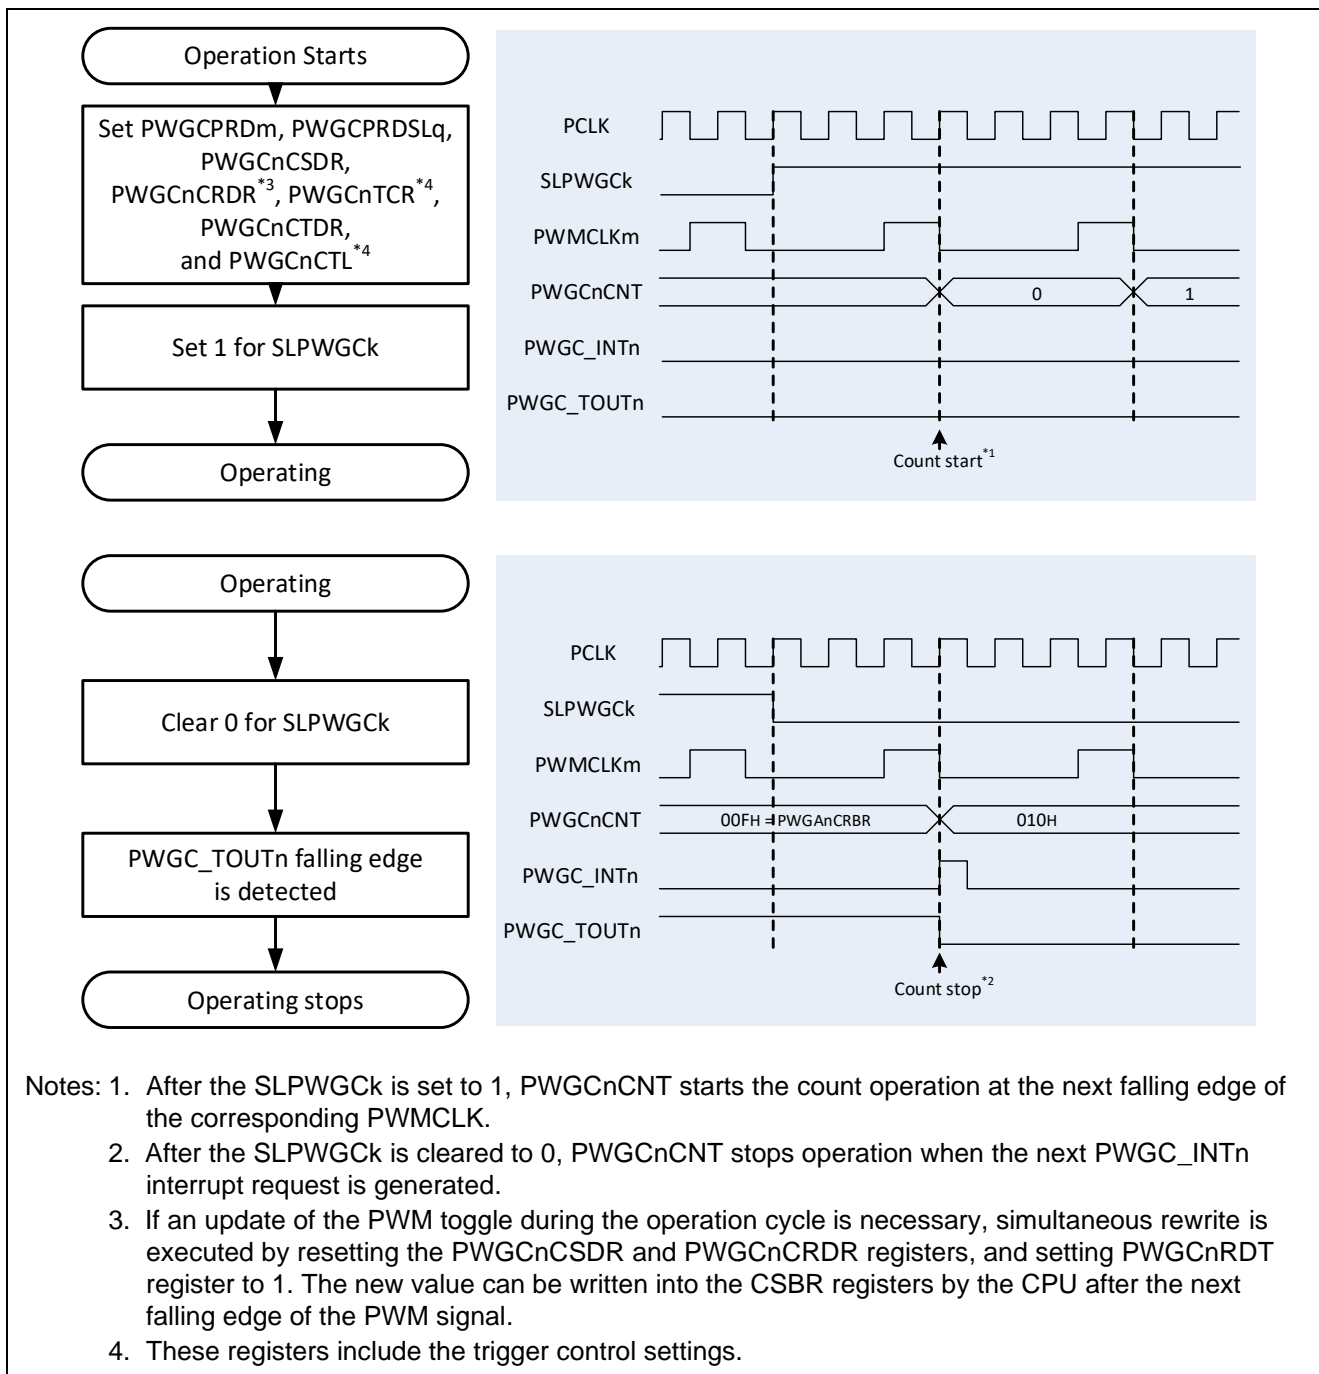 Operation Starts
Set PWGCPRDm, PWGCPRDSLq,
PWGCnCSDR,
PWGCnCRDR*3, PWGCnTCR*4,
PWGCnCTDR,
and PWGCnCTL*4
Set 1 for SLPWGCk
Operating
PCLK
SLPWGCk
PWMCLKm
PWGCnCNT
0
1
PWGC_INTn
PWGC_TOUTn
Count start*1
Operating
Clear 0 for SLPWGCk
PWGC_TOUTn falling edge
is detected
Operating stops
PCLK
SLPWGCk
PWMCLKm
PWGCnCNT
00FH = PWGAnCRBR
010H
PWGC_INTn
PWGC_TOUTn
Count stop*2
Notes: 1. After the SLPWGCk is set to 1, PWGCnCNT starts the count operation at the next falling edge of
the corresponding PWMCLK.
2. After the SLPWGCk is cleared to 0, PWGCnCNT stops operation when the next PWGC_INTn
interrupt request is generated.
3. If an update of the PWM toggle during the operation cycle is necessary, simultaneous rewrite is
executed by resetting the PWGCnCSDR and PWGCnCRDR registers, and setting PWGCnRDT
register to 1. The new value can be written into the CSBR registers by the CPU after the next
falling edge of the PWM signal.
4. These registers include the trigger control settings.